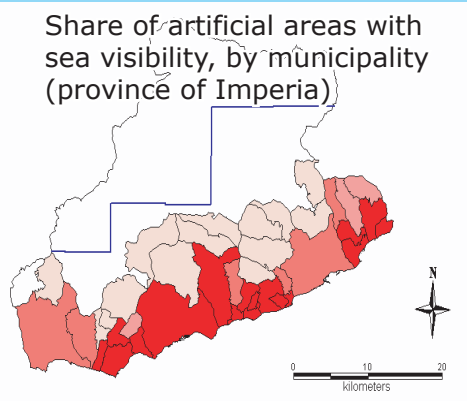 Share of artificial areas with
sea visibility, by municipality
(province of Imperia)
N
0 10 20
kilometers